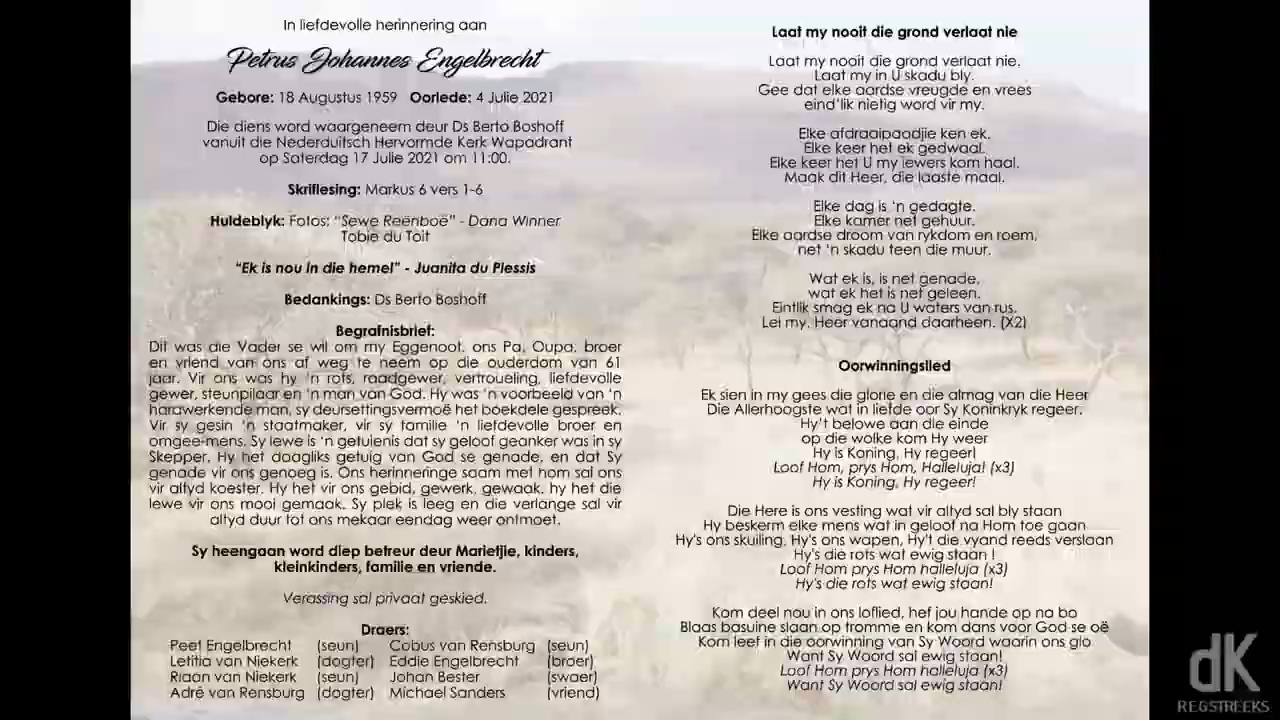 In liefdevolle herinnering aan
Petrus Johannes Engelbrecht
Gebore: 18 Augustus 1959 Oorlede: 4 Julie 2021
Die diens word waargeneem deur Ds Berto Boshoff
vanuit die Nederduitsch Hervormde Kerk Wapadrant
op Saterdag 17 Julie 2021 om 11:00.
Skriflesing: Markus 6 vers 1-6
Huldeblyk: Fotos: “Sewe Reënboë” - Dana Winner
Tobie du Toit
“Ek is nou in die hemel” - Juanita du Plessis
Bedankings: Ds Berto Boshoff
Begrafnisbrief:
Dit was die Vader se wil om my Eggenoot, ons Pa, Oupa, broer
en vriend van ons af weg te neem op die ouderdom van 61
jaar. Vir ons was hy ‘n rots, raadgewer, vertroueling, liefdevolle
gewer, steunpilaar en ‘n man van God. Hy was ‘n voorbeeld van ‘n
hardwerkende man, sy deursettingsvermoë het boekdele gespreek.
Vir sy gesin ‘n staatmaker, vir sy familie ‘n liefdevolle broer en
omgee-mens. Sy lewe is ‘n getuienis dat sy geloof geanker was in sy
Skepper. Hy het daagliks getuig van God se genade, en dat Sy
genade vir ons genoeg is. Ons herinneringe saam met hom sal ons
vir altyd koester. Hy het vir ons gebid, gewerk, gewaak, hy het die
lewe vir ons mooi gemaak. Sy plek is leeg en die verlange sal vir
altyd duur tot ons mekaar eendag weer ontmoet.
Sy heengaan word diep betreur deur Marietjie, kinders,
kleinkinders, familie en vriende.
Verassing sal privaat geskied.
Draers:
Peet Engelbrecht (seun) Cobus van Rensburg (seun)
Letitia van Niekerk (dogter) Eddie Engelbrecht (broer)
Riaan van Niekerk (seun) Johan Bester (swaer)
Adré van Rensburg (dogter) Michael Sanders (vriend)
Laat my nooit die grond verlaat nie
Laat my nooit die grond verlaat nie.
Laat my in U skadu bly.
Gee dat elke aardse vreugde en vrees
eind’lik nietig word vir my.
Elke afdraaipaadjie ken ek.
Elke keer het ek gedwaal.
Elke keer het U my iewers kom haal.
Maak dit Heer, die laaste maal.
Elke dag is ‘n gedagte.
Elke kamer net gehuur.
Elke aardse droom van rykdom en roem,
net ‘n skadu teen die muur.
Wat ek is, is net genade,
wat ek het is net geleen.
Eintlik smag ek na U waters van rus.
Lei my, Heer vanaand daarheen. (X2)
Oorwinningslied
Ek sien in my gees die glorie en die almag van die Heer
Die Allerhoogste wat in liefde oor Sy Koninkryk regeer.
Hy’t belowe aan die einde
op die wolke kom Hy weer
Hy is Koning, Hy regeer!
Loof Hom, prys Hom, Halleluja! (x3)
Hy is Koning, Hy regeer!
Die Here is ons vesting wat vir altyd sal bly staan
Hy beskerm elke mens wat in geloof na Hom toe gaan
Hy's ons skuiling, Hy's ons wapen, Hy't die vyand reeds verslaan
Hy's die rots wat ewig staan !
Loof Hom prys Hom halleluja (x3)
Hy's die rots wat ewig staan!
Kom deel nou in ons loflied, hef jou hande op na bo
Blaas basuine slaan op tromme en kom dans voor God se oë
Kom leef in die oorwinning van Sy Woord waarin ons glo
Want Sy Woord sal ewig staan!
Loof Hom prys Hom halleluja (x3)
Want Sy Woord sal ewig staan!
dK
REGSTREEKS